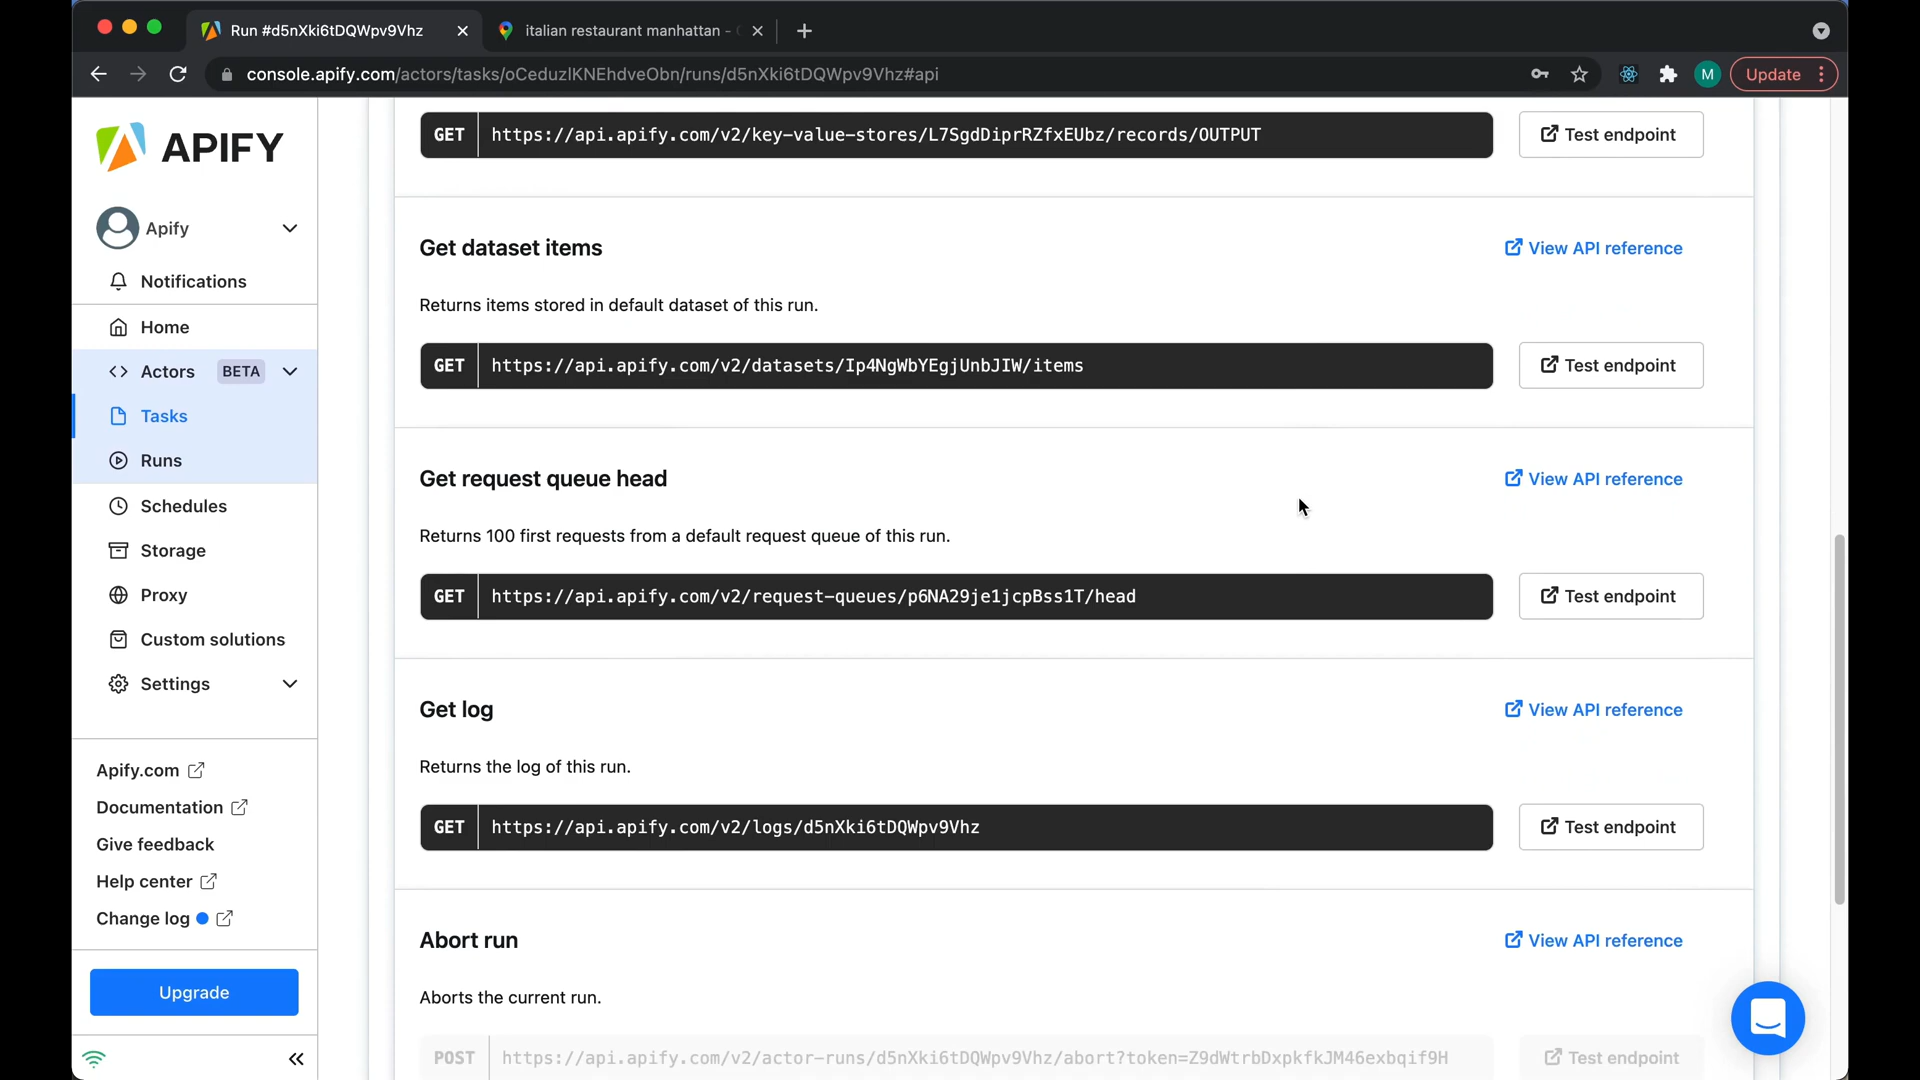 Run #d5nXki6tDQWpv9Vhz
italian restaurant manhattan -
console.apify.com/actors/tasks/oCeduzlKNEhdveObn/runs/d5nXki6tDQWpv9Vhz#api
M
Update
APIFY
Apify
Notifications
Home
Actors BETA
Tasks
Runs
Schedules
Storage
Proxy
Custom solutions
Settings
Apify.com
Documentation
Give feedback
Help center
Change log
Upgrade
GET https://api.apify.com/v2/key-value-stores/L7SgdDiprRZfxEUbz/records/OUTPUT
Test endpoint
Get dataset items
View API reference
Returns items stored in default dataset of this run.
GET https://api.apify.com/v2/datasets/Ip4NgWbYEgjUnbJIW/items
Test endpoint
Get request queue head
View API reference
Returns 100 first requests from a default request queue of this run.
GET https://api.apify.com/v2/request-queues/p6NA29je1jcpBss1T/head
Test endpoint
Get log
View API reference
Returns the log of this run.
GET https://api.apify.com/v2/logs/d5nXki6tDQWpv9Vhz
Test endpoint
Abort run
View API reference
Aborts the current run.
POST https://api.apify.com/v2/actor-runs/d5nXki6tDQWpv9Vhz/abort?token=Z9dWtrbDxpkfkJM46exbqif9H
Test endpoint